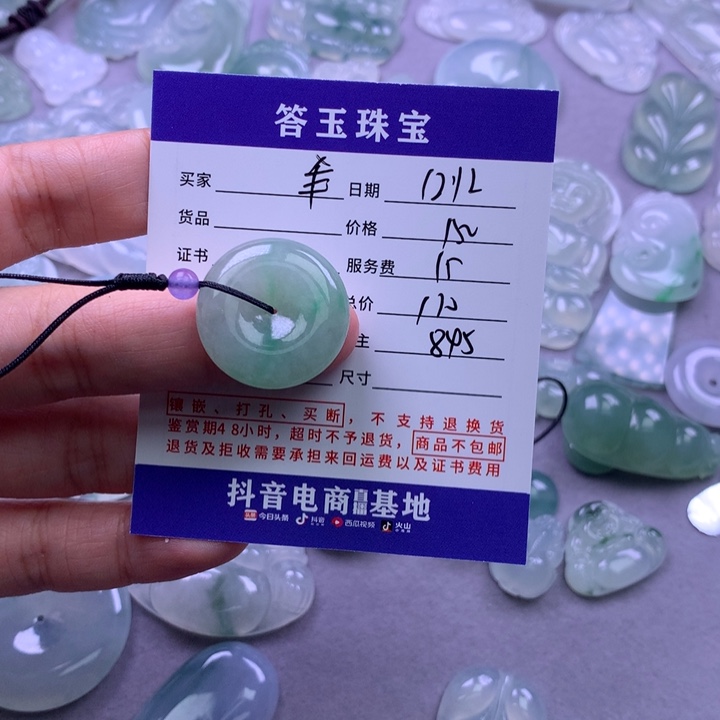 答玉珠宝
买家 日期
货品 价格
证书 服务费 15
总价
主 845
尺寸
镶嵌、打孔、买断，不支持退换货
鉴赏期48小时，超时不予退货，商品不包邮
退货及拒收需要承担来回运费以及证书费用
抖音电商直播基地
今日头条 抖音 西瓜视频 火山